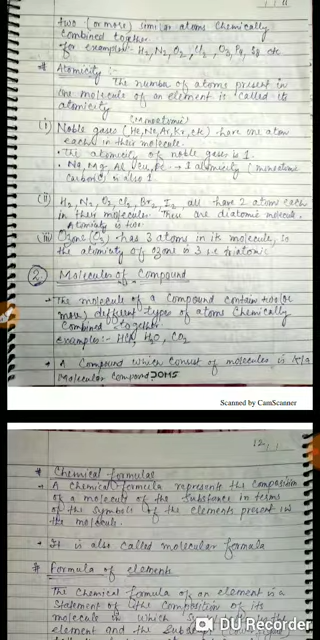 two (or more) similar atoms chemically
combined together.
• for example:- H2, N2, O2, Cl2, O3, P4, S8 etc
* Atomicity:-
The number of atoms present in
one molecule of an element is called its
atomicity
(monoatomic)
(i) Noble gases (He, Ne, Ar, Kr, etc) - have one atom
each in their molecule.
• The atomicity of noble gases is 1.
• Na, Mg, Al, Cu, Fe → 1 atomicity (monoatomic
Carbon(C) is also 1
(ii) H2, N2, O2, Cl2, Br2, I2 all have 2 atoms each
in their molecules. These are diatomic molecule.
Atomicity is two.
(iii) Ozone (O3) - has 3 atoms in its molecule, so
the atomicity of ozone is 3 i.e triatomic
② Molecules of Compound
→ The molecule of a Compound contain two (or
more) different types of atoms chemically
Combined together
Examples:- HCl, H2O, CO2
→ A Compound which consist of molecules is k/a
Molecular Compound
Scanned by CamScanner
* Chemical formulas
• A chemical formula represents the composition
of a molecule of the substance in terms
of the symbols of the elements present in
the molecule.
• It is also called molecular formula
* Formula of elements
The Chemical formula of an element is a
Statement of the composition of its
molecule in which symbol
element and the subscript
DU Recorder